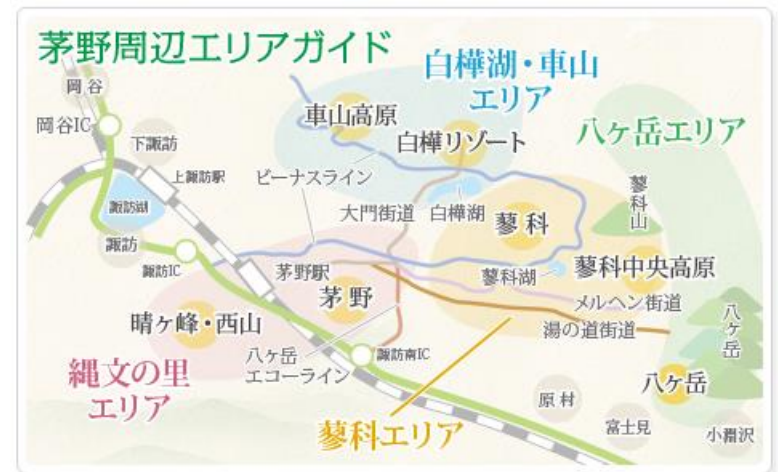 茅野周辺エリアガイド
白樺湖・車山
エリア
八ヶ岳エリア
岡谷
岡谷IC
下諏訪
上諏訪駅
諏訪湖
諏訪
諏訪IC
車山高原
白樺リゾート
ビーナスライン
大門街道
白樺湖
蓼科
蓼科山
茅野駅
茅野
蓼科湖
蓼科中央高原
メルヘン街道
湯の道街道
八ヶ岳
晴ヶ峰・西山
八ヶ岳
エコーライン
諏訪南IC
縄文の里
エリア
蓼科エリア
八ヶ岳
原村
富士見
小淵沢